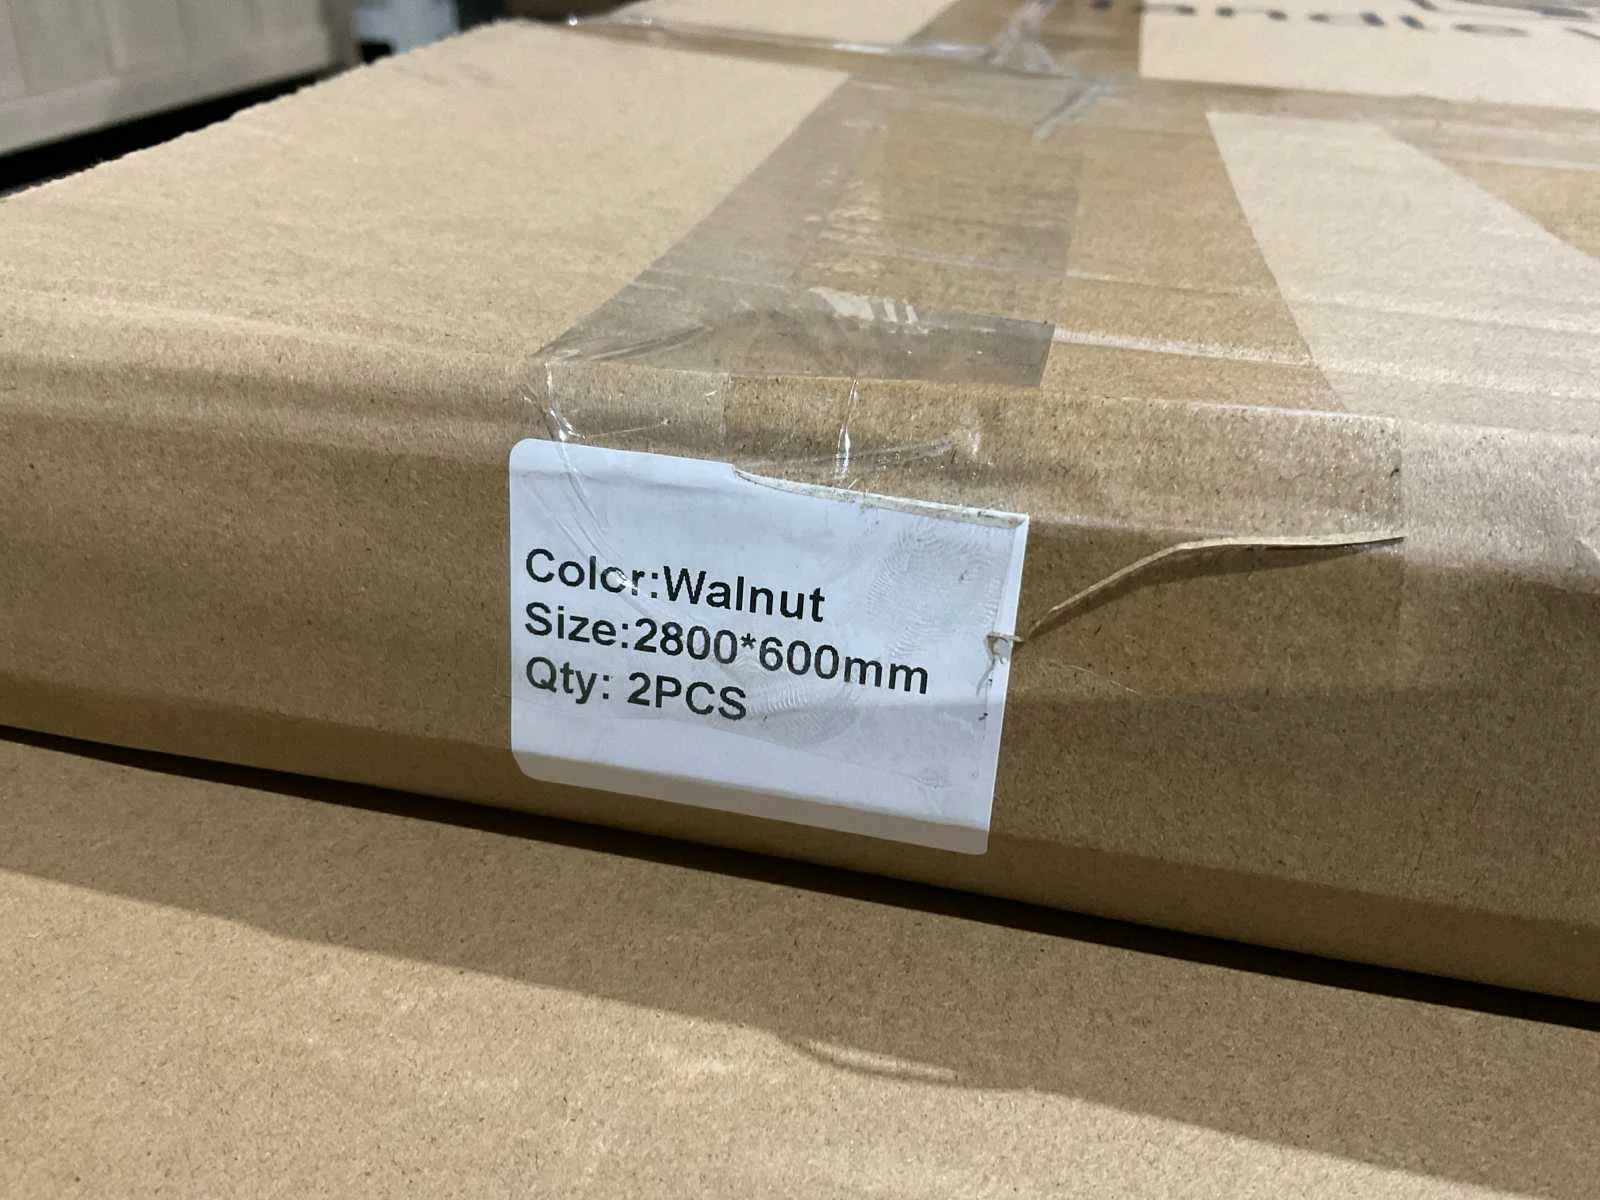 Color:Walnut
Size:2800*600mm
Qty: 2PCS